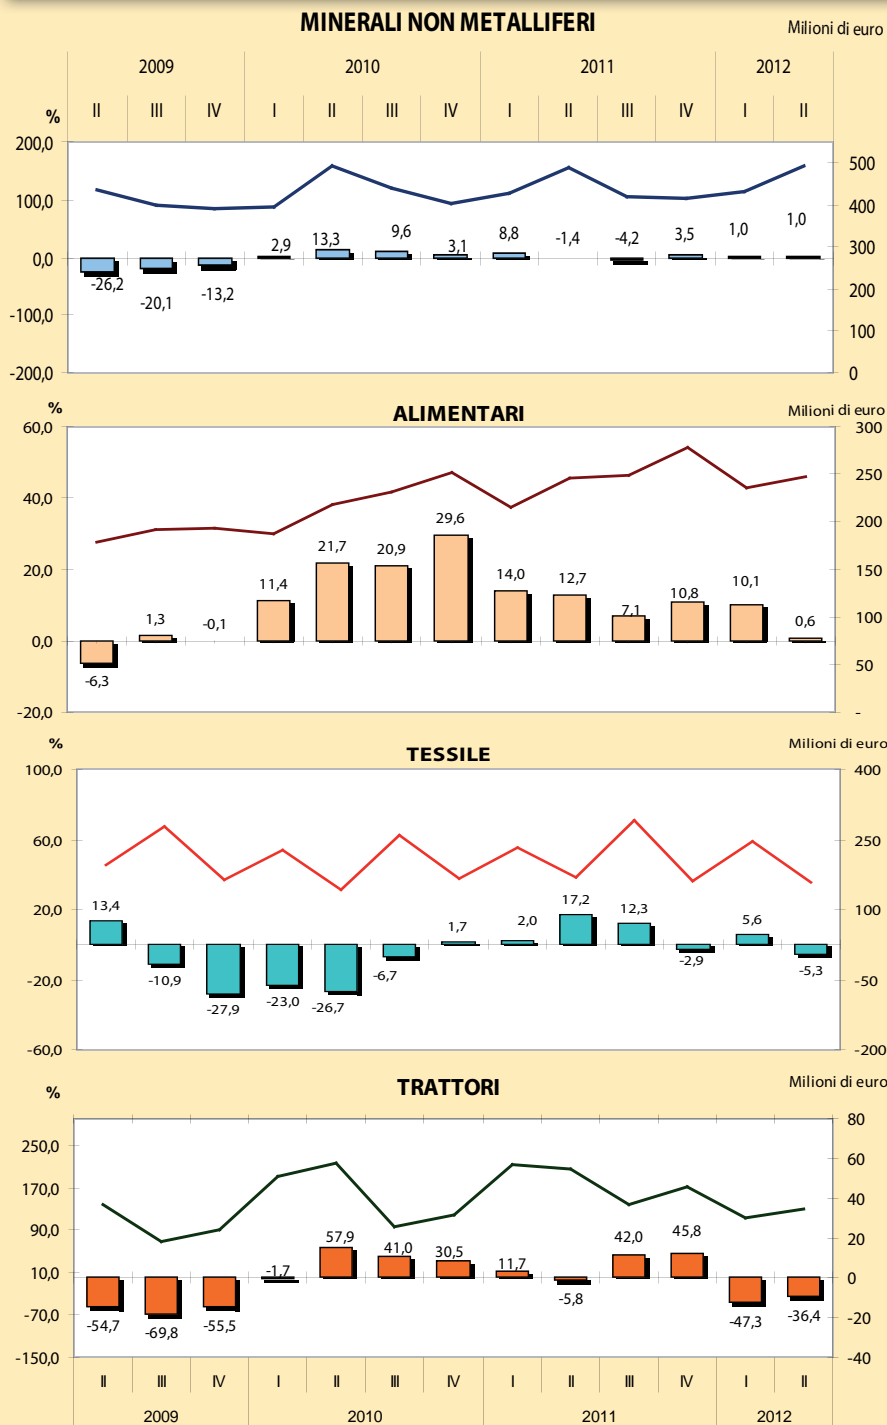 MINERALI NON METALLIFERI
Milioni di euro
2009 2010 2011 2012
% II III IV I II III IV I II III IV I II
200,0 500
100,0 400
0,0 300
-100,0 200
-200,0 100
0
-26,2 -20,1 -13,2 2,9 13,3 9,6 3,1 8,8 -1,4 -4,2 3,5 1,0 1,0
% ALIMENTARI Milioni di euro
60,0 300
40,0 250
20,0 200
0,0 150
-20,0 100
50
-
-6,3 1,3 -0,1 11,4 21,7 20,9 29,6 14,0 12,7 7,1 10,8 10,1 0,6
% TESSILE Milioni di euro
100,0 400
60,0 250
20,0 100
-20,0 -50
-60,0 -200
13,4 -10,9 -27,9 -23,0 -26,7 -6,7 1,7 2,0 17,2 12,3 -2,9 5,6 -5,3
% TRATTORI Milioni di euro
80
250,0 60
170,0 40
90,0 20
10,0 0
-70,0 -20
-150,0 -40
-54,7 -69,8 -55,5 -1,7 57,9 41,0 30,5 11,7 -5,8 42,0 45,8 -47,3 -36,4
II III IV I II III IV I II III IV I II
2009 2010 2011 2012